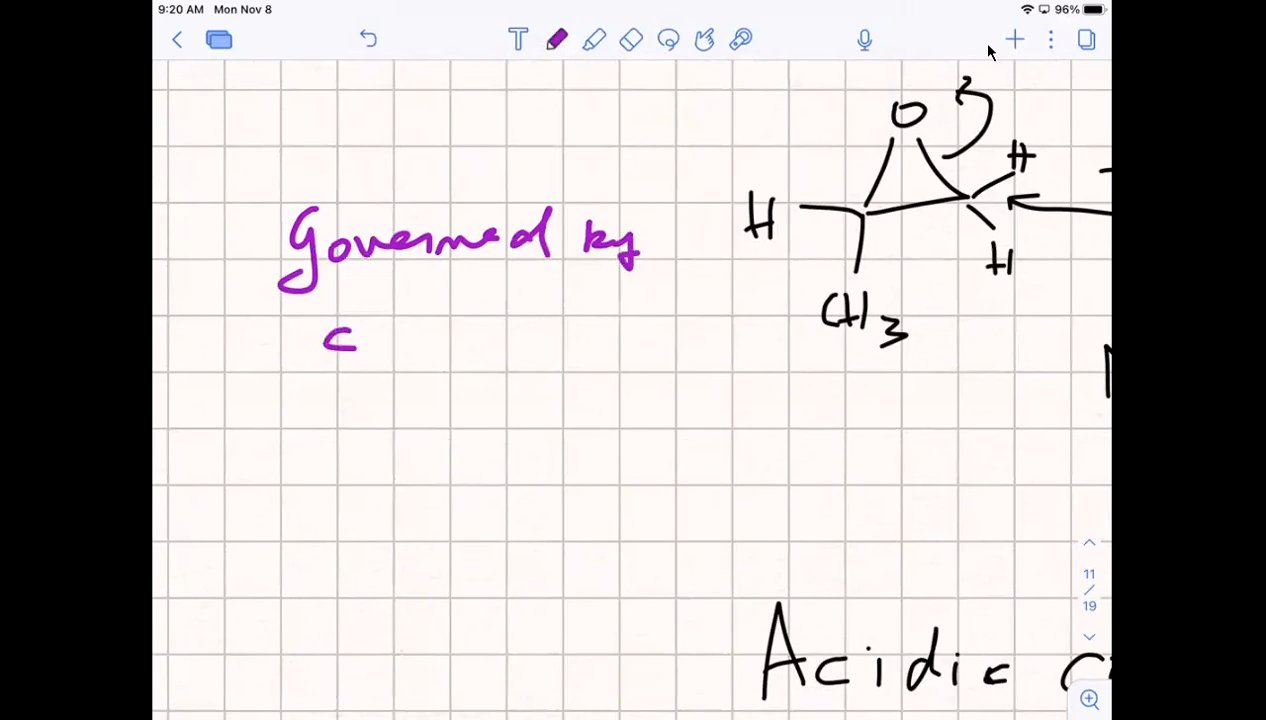 9:20 AM Mon Nov 8
96%
T
O
H
H
Governed by
H
CH3
C
11
/
19
Acidic